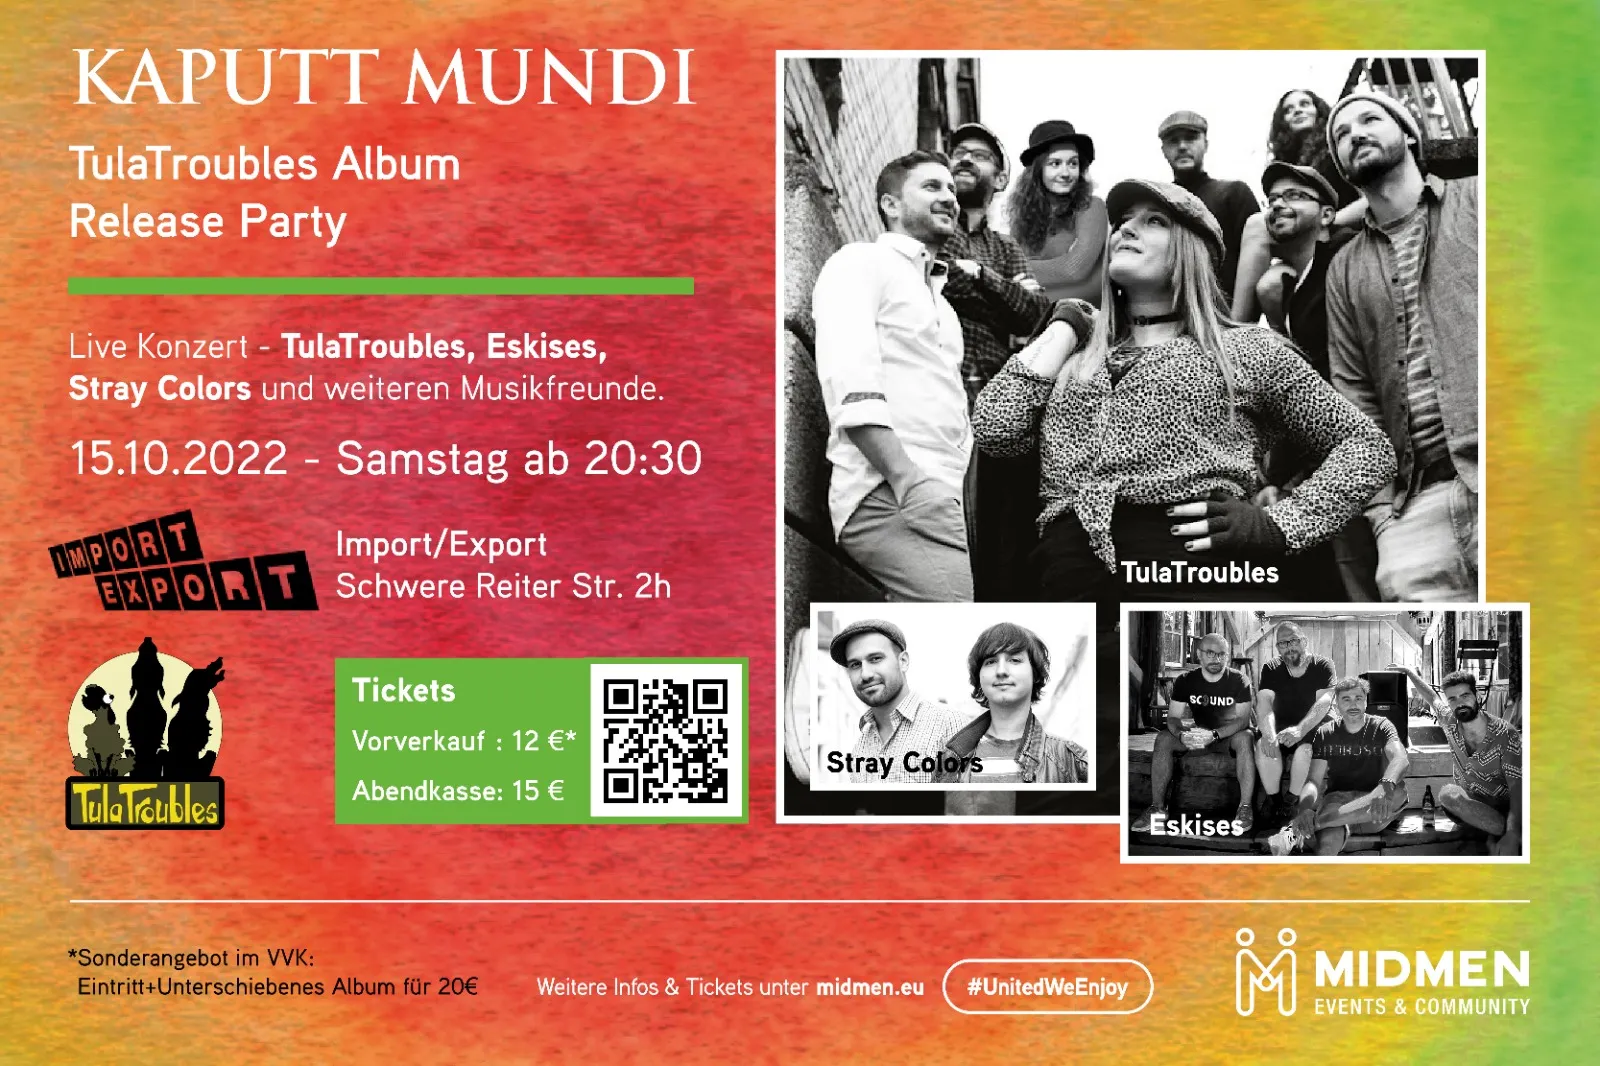 KAPUTT MUNDI
TulaTroubles Album
Release Party
Live Konzert - TulaTroubles, Eskises,
Stray Colors und weiteren Musikfreunde.
15.10.2022 - Samstag ab 20:30
IMPORT
EXPORT
Import/Export
Schwere Reiter Str. 2h
TulaTroubles
Tickets
Vorverkauf : 12 €*
Abendkasse: 15 €
TulaTroubles
Stray Colors
SOUND
Eskises
*Sonderangebot im VVK:
Eintritt+Unterschiebenes Album für 20€
Weitere Infos & Tickets unter midmen.eu
#UnitedWeEnjoy
MIDMEN
EVENTS & COMMUNITY